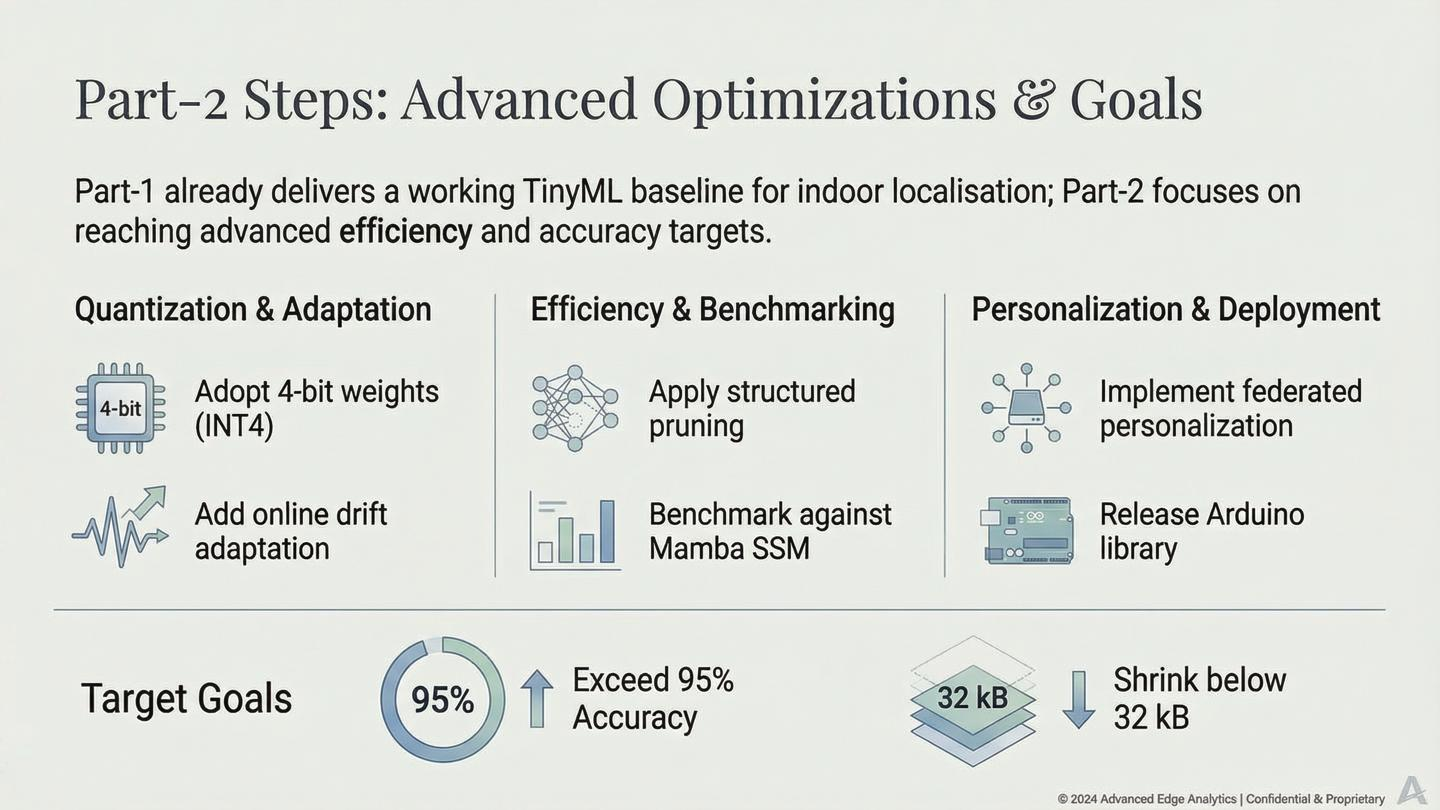 Part-2 Steps: Advanced Optimizations & Goals
Part-1 already delivers a working TinyML baseline for indoor localisation; Part-2 focuses on
reaching advanced efficiency and accuracy targets.
Quantization & Adaptation
4-bit
Adopt 4-bit weights
(INT4)
Add online drift
adaptation
Efficiency & Benchmarking
Apply structured
pruning
Benchmark against
Mamba SSM
Personalization & Deployment
Implement federated
personalization
Release Arduino
library
Target Goals
95%
Exceed 95%
Accuracy
32 kB
Shrink below
32 kB
© 2024 Advanced Edge Analytics | Confidential & Proprietary